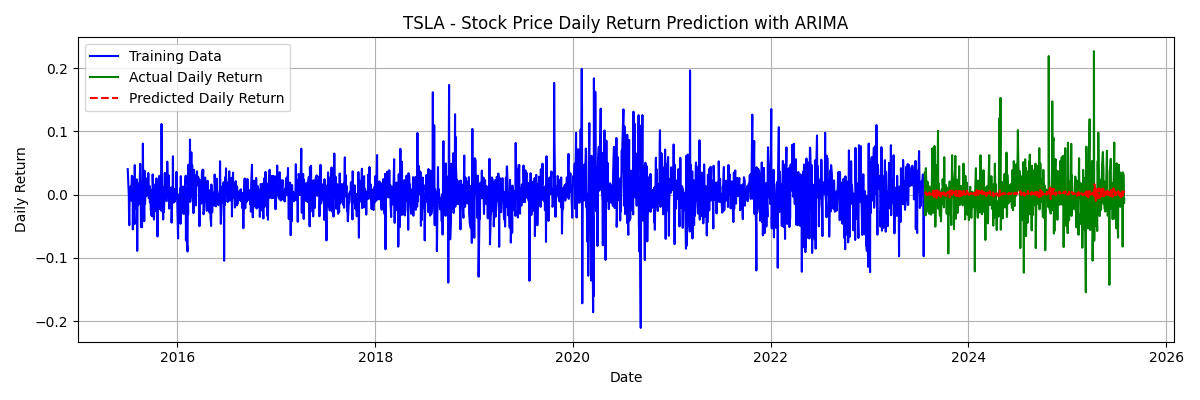 TSLA - Stock Price Daily Return Prediction with ARIMA
Training Data
Actual Daily Return
Predicted Daily Return
Daily Return
0.2
0.1
0.0
−0.1
−0.2
2016
2018
2020
2022
2024
2026
Date